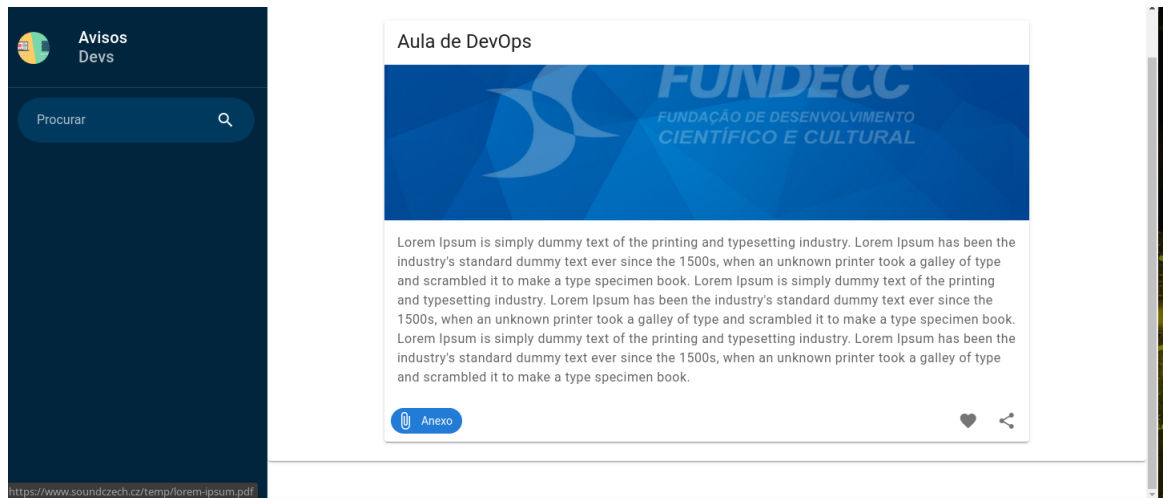 Avisos
Devs
Procurar
Aula de DevOps
FUNDECC
FUNDAÇÃO DE DESENVOLVIMENTO
CIENTÍFICO E CULTURAL
Lorem Ipsum is simply dummy text of the printing and typesetting industry. Lorem Ipsum has been the
industry's standard dummy text ever since the 1500s, when an unknown printer took a galley of type
and scrambled it to make a type specimen book. Lorem Ipsum is simply dummy text of the printing
and typesetting industry. Lorem Ipsum has been the industry's standard dummy text ever since the
1500s, when an unknown printer took a galley of type and scrambled it to make a type specimen book.
Lorem Ipsum is simply dummy text of the printing and typesetting industry. Lorem Ipsum has been the
industry's standard dummy text ever since the 1500s, when an unknown printer took a galley of type
and scrambled it to make a type specimen book.
Anexo
https://www.soundczech.cz/temp/lorem-ipsum.pdf